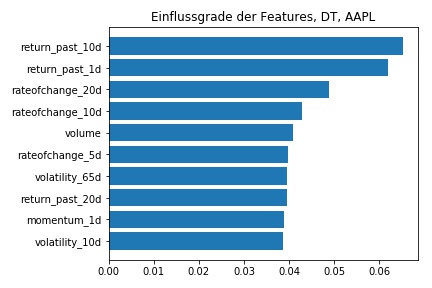 Einflussgrade der Features, DT, AAPL
return_past_10d
return_past_1d
rateofchange_20d
rateofchange_10d
volume
rateofchange_5d
volatility_65d
return_past_20d
momentum_1d
volatility_10d
0.00 0.01 0.02 0.03 0.04 0.05 0.06